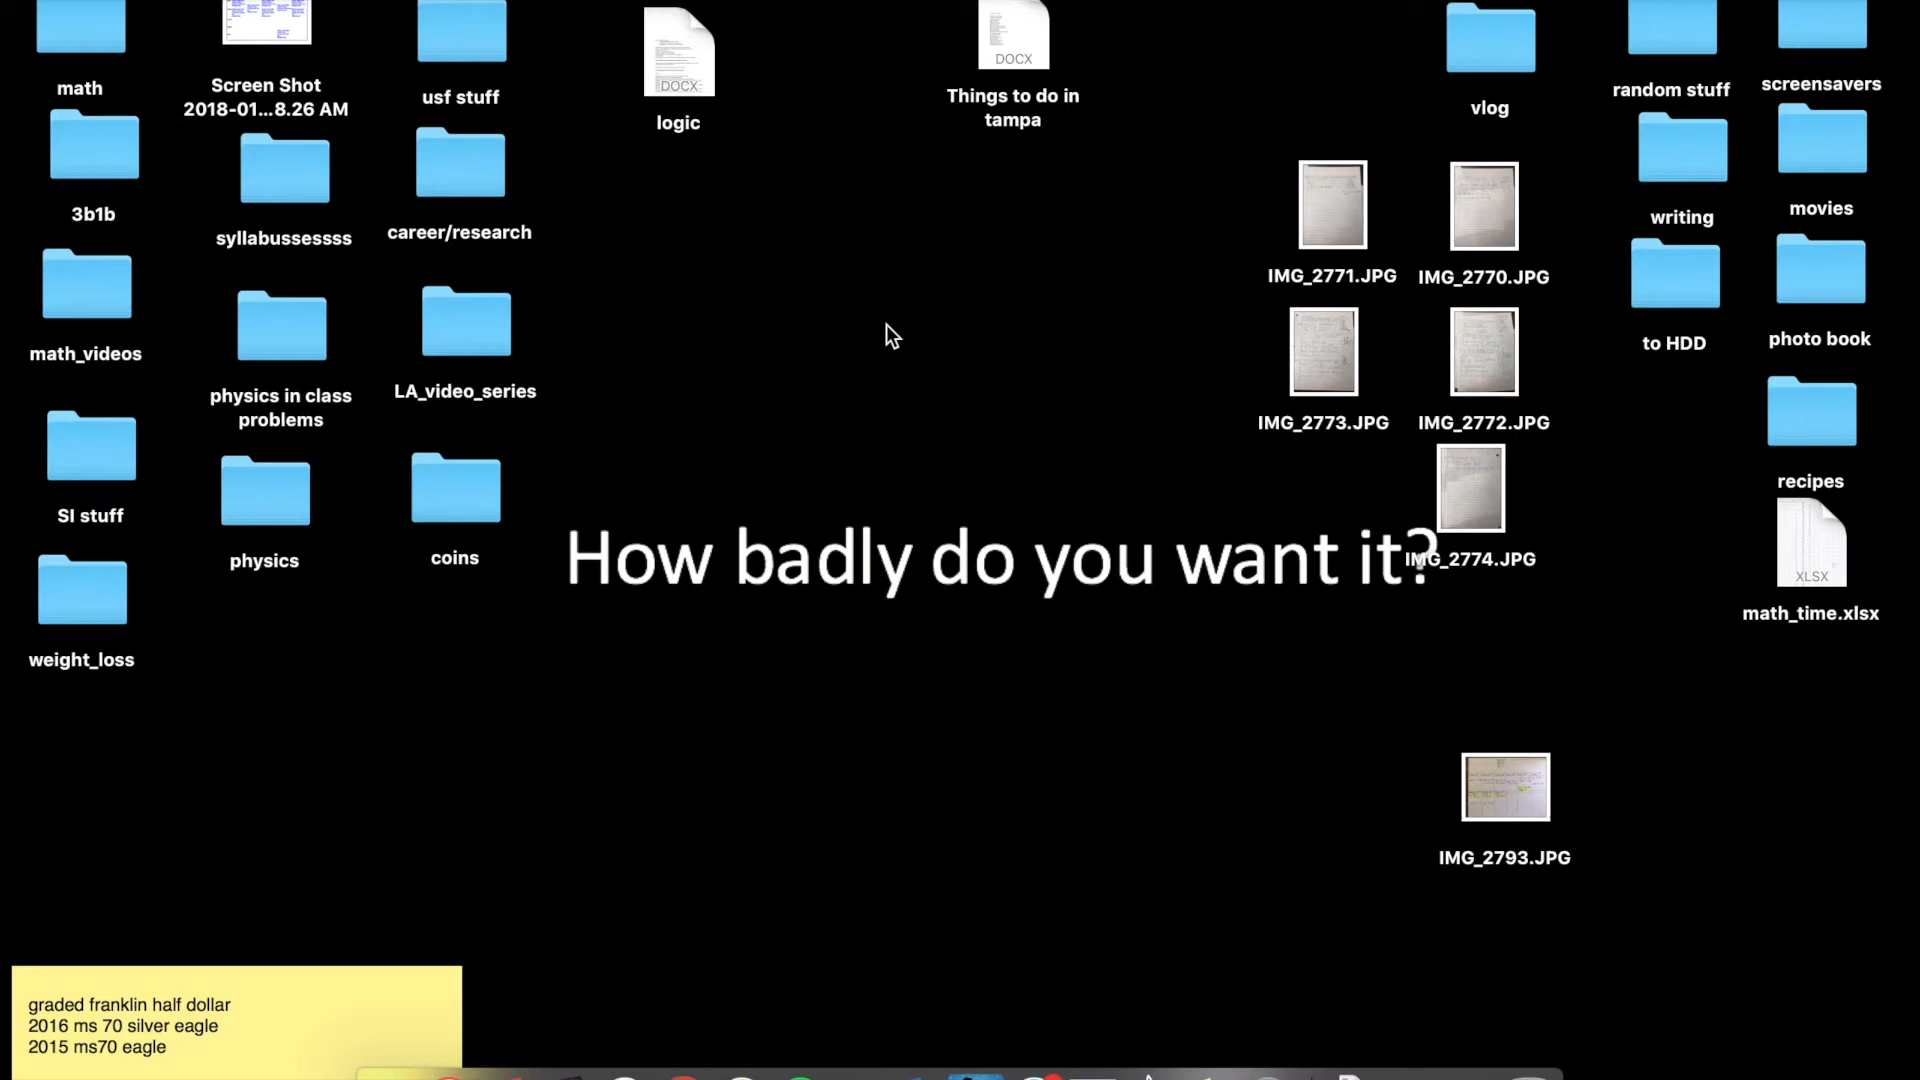 math
Screen Shot
2018-01...8.26 AM
usf stuff
logic
DOCX
Things to do in
tampa
DOCX
vlog
random stuff
screensavers
3b1b
syllabussessss
career/research
IMG_2771.JPG
IMG_2770.JPG
writing
movies
math_videos
physics in class
problems
LA_video_series
IMG_2773.JPG
IMG_2772.JPG
to HDD
photo book
SI stuff
physics
coins
How badly do you want it?
IMG_2774.JPG
recipes
XLSX
math_time.xlsx
weight_loss
IMG_2793.JPG
graded franklin half dollar
2016 ms 70 silver eagle
2015 ms70 eagle